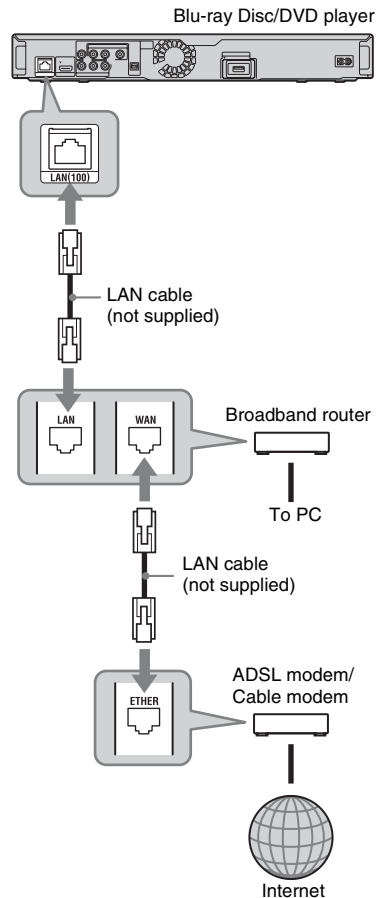 Blu-ray Disc/DVD player
LAN(100)
LAN cable
(not supplied)
LAN
WAN
Broadband router
To PC
LAN cable
(not supplied)
ETHER
ADSL modem/
Cable modem
Internet